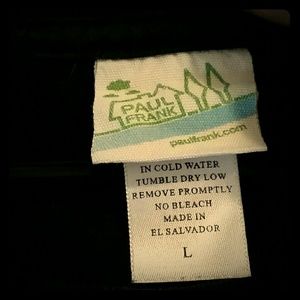 PAUL
FRANK
paulfrank.com
IN COLD WATER
TUMBLE DRY LOW
REMOVE PROMPTLY
NO BLEACH
MADE IN
EL SALVADOR
L